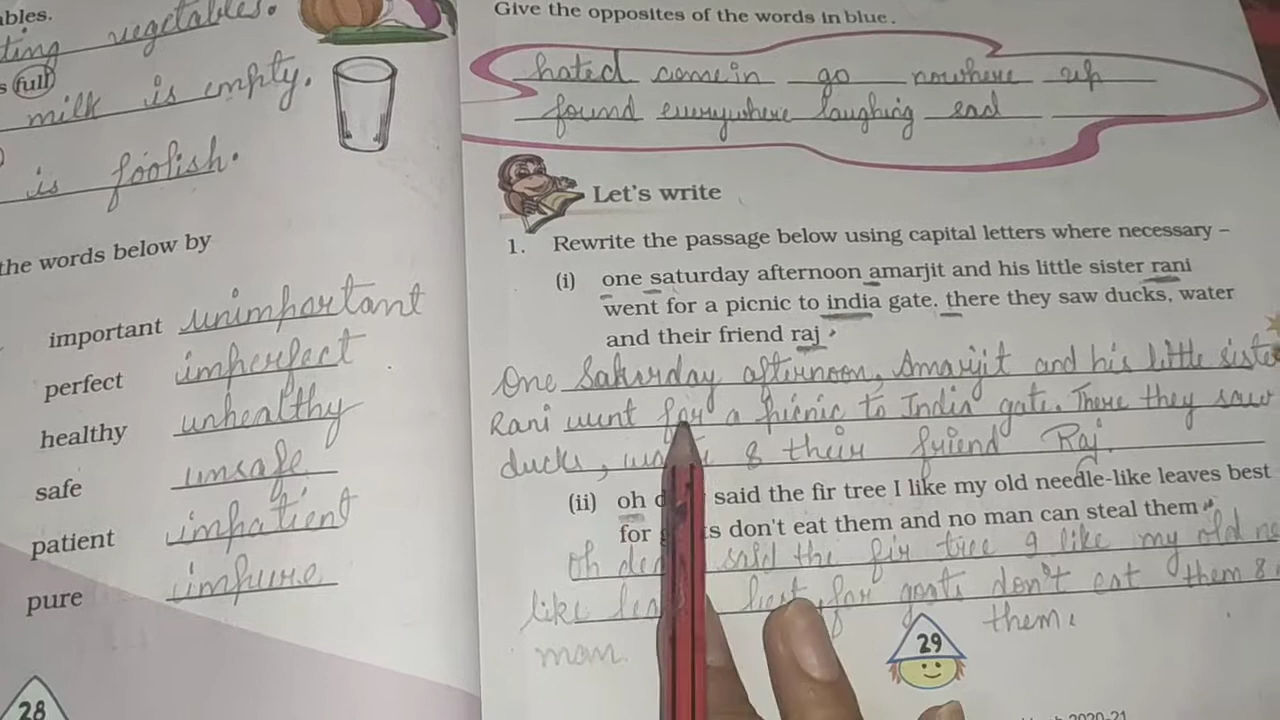 ables.
ting vegetables.
s full
milk is empty.
is foolish.
the words below by
important unimportant
perfect imperfect
healthy unhealthy
safe unsafe
patient impatient
pure impure
28
Give the opposites of the words in blue.
hated come in go nowhere up
found everywhere laughing end
Let's write
1. Rewrite the passage below using capital letters where necessary –
(i) one saturday afternoon amarjit and his little sister rani
went for a picnic to india gate. there they saw ducks, water
and their friend raj.
One Saturday afternoon, Amarjit and his little siste
Rani went for a picnic to India gate. There they saw
ducks, & their friend Raj.
(ii) oh said the fir tree I like my old needle-like leaves best
for don't eat them and no man can steal them
oh said the fir tree I like my old ne
like best, for goats don't eat them &
man. them.
29
2020-21